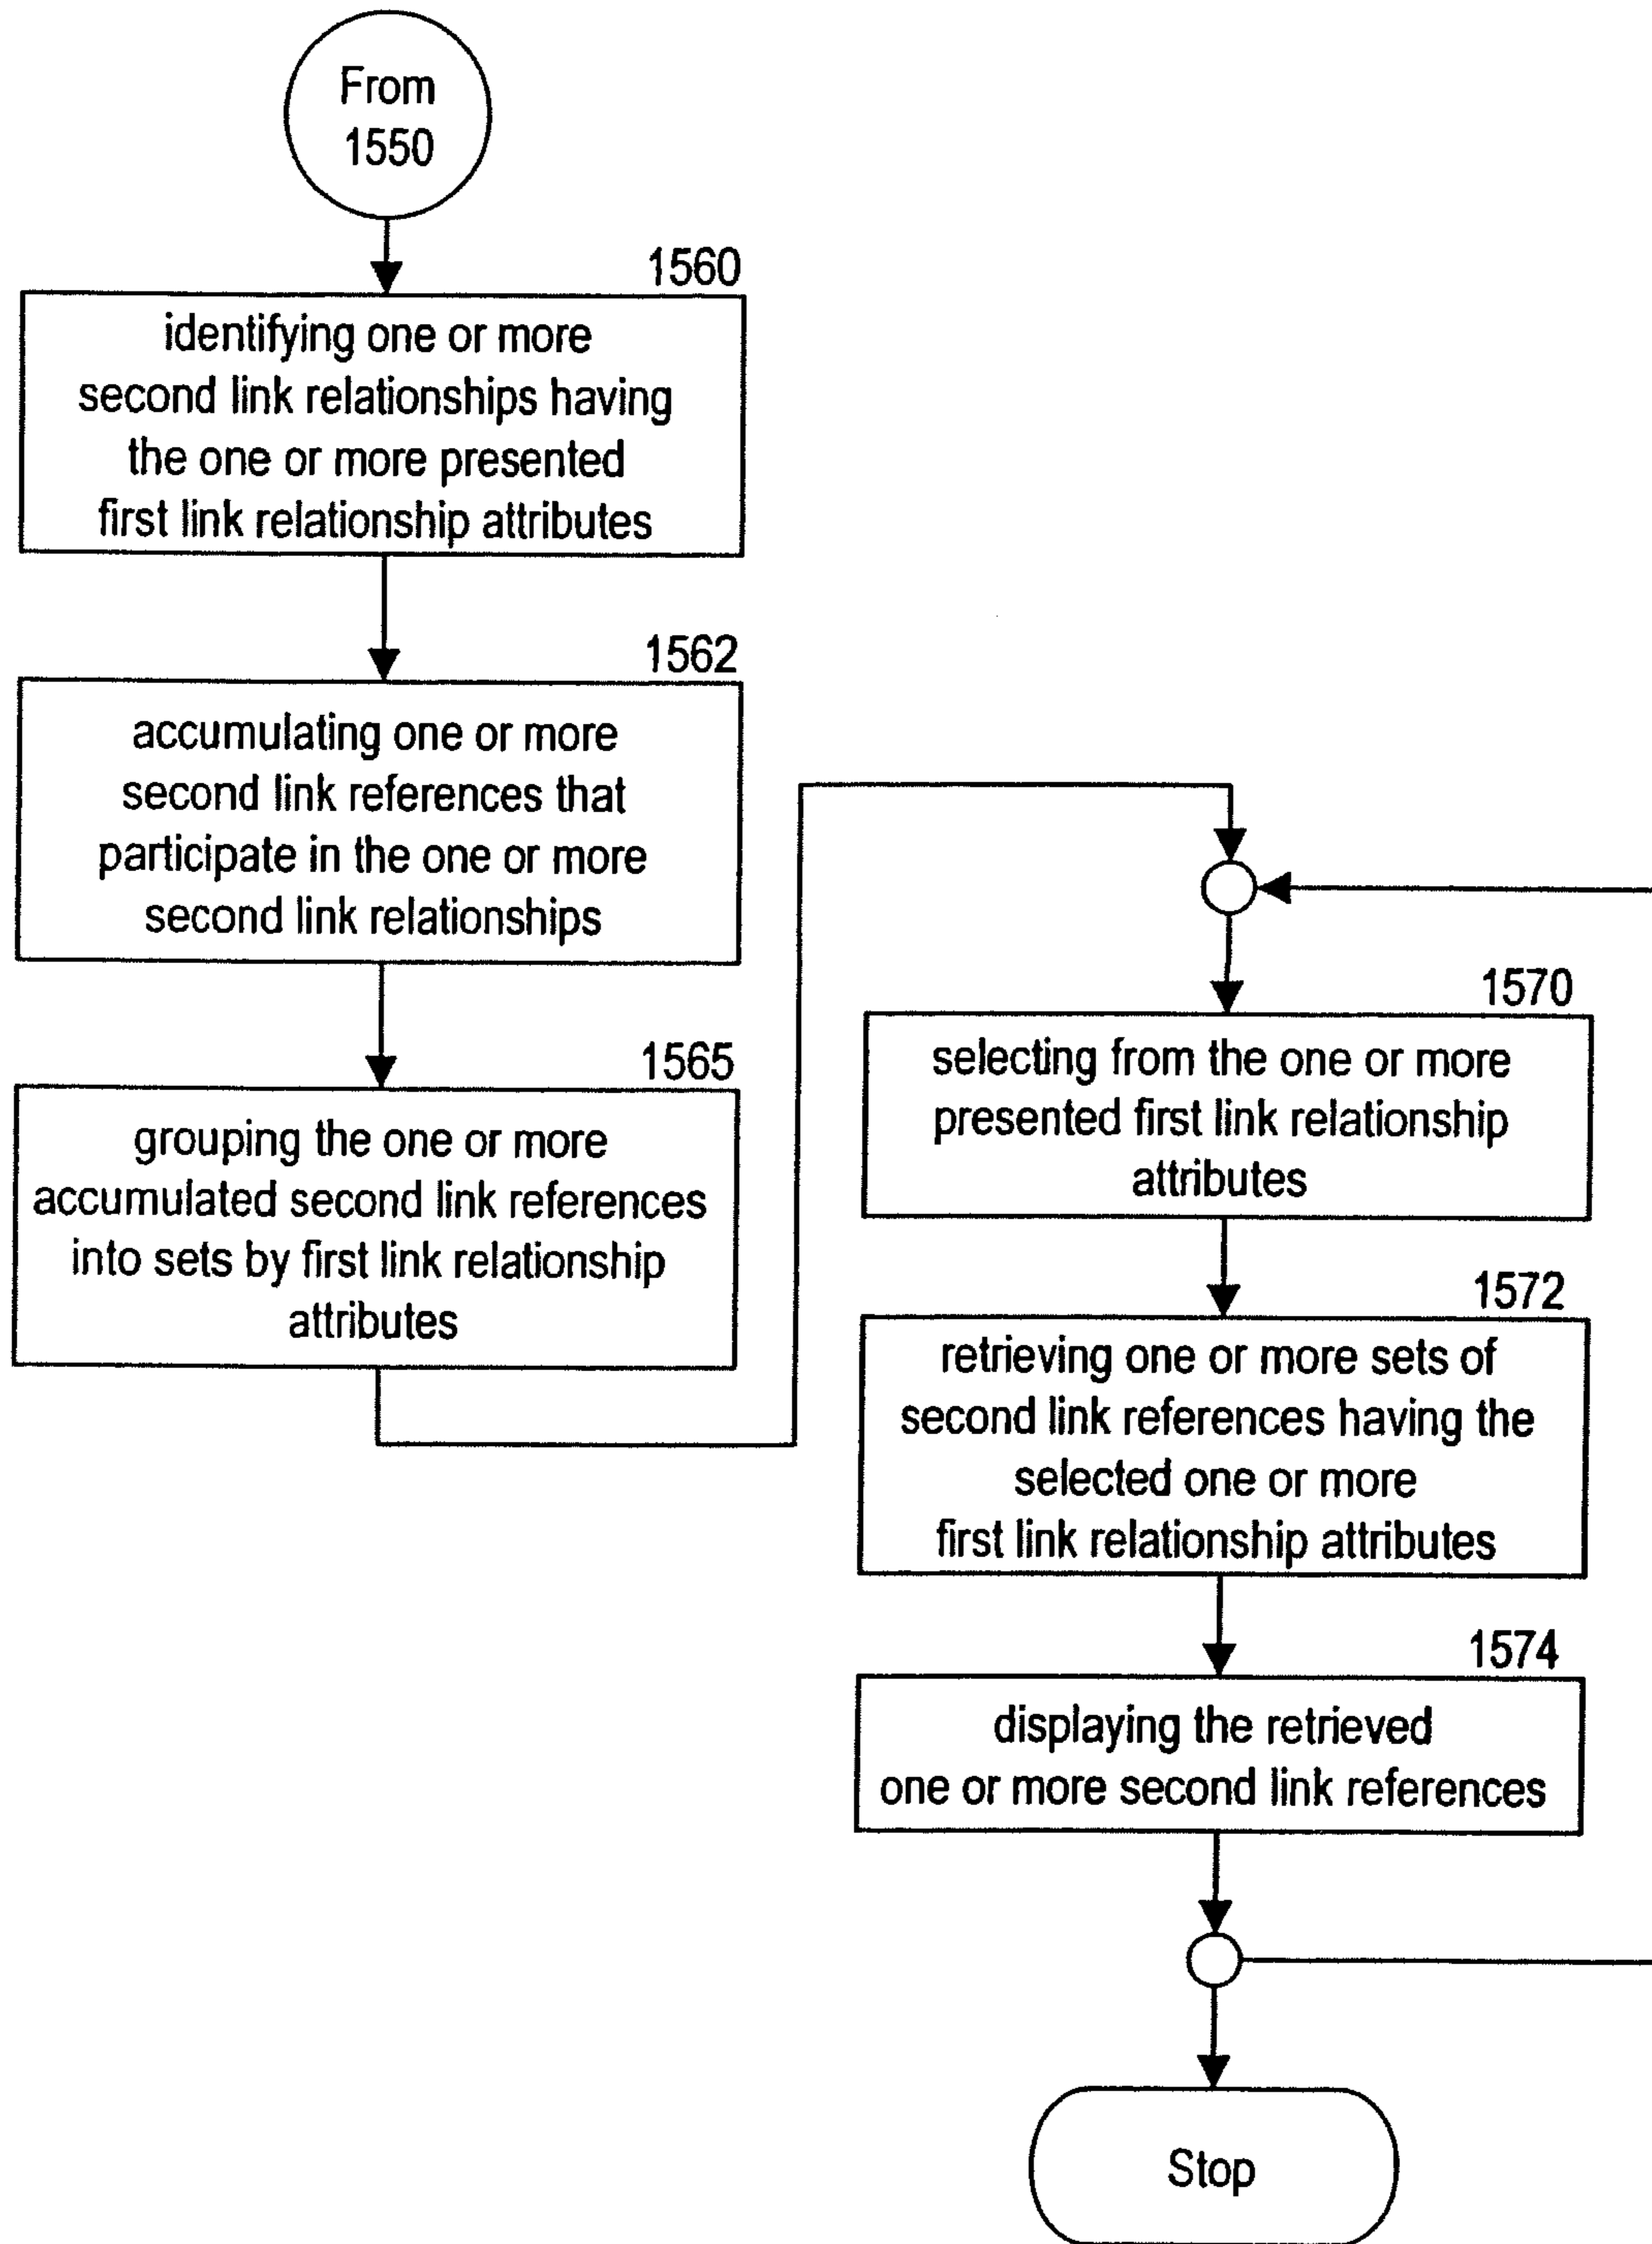 From
1550
1560
identifying one or more
second link relationships having
the one or more presented
first link relationship attributes
1562
accumulating one or more
second link references that
participate in the one or more
second link relationships
1565
grouping the one or more
accumulated second link references
into sets by first link relationship
attributes
1570
selecting from the one or more
presented first link relationship
attributes
1572
retrieving one or more sets of
second link references having the
selected one or more
first link relationship attributes
1574
displaying the retrieved
one or more second link references
Stop